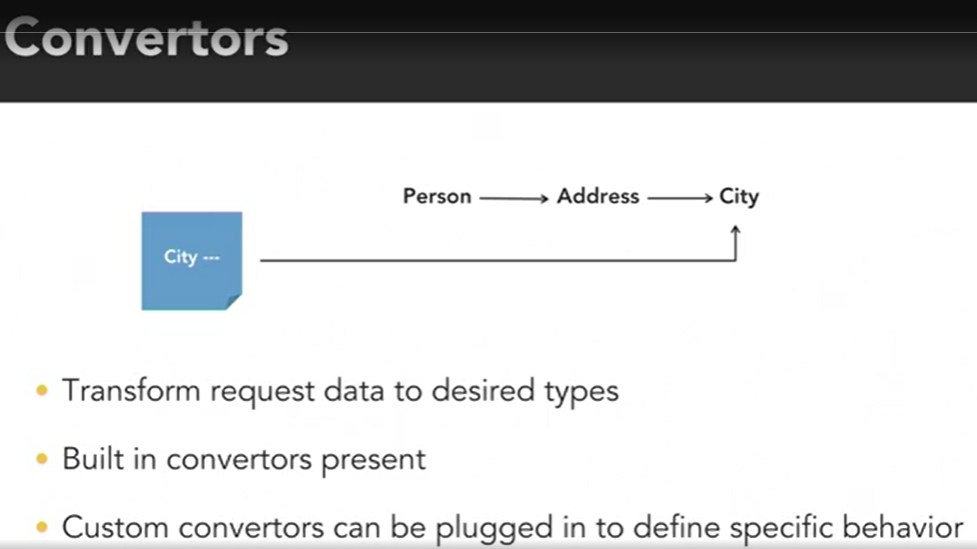 Convertors
Person Address City
City ---
Transform request data to desired types
Built in convertors present
Custom convertors can be plugged in to define specific behavior